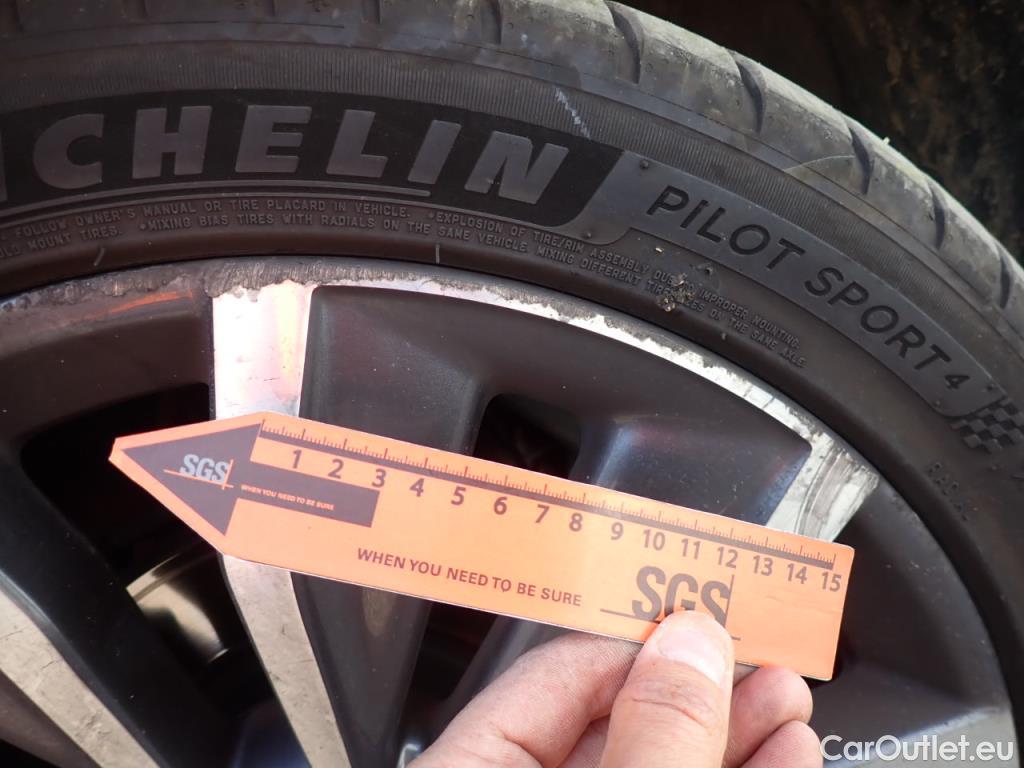 ICHELIN
PILOT SPORT 4
FOLLOW OWNER'S MANUAL OR TIRE PLACARD IN VEHICLE. •EXPLOSION OF TIRE/RIM ASSEMBLY DUE TO IMPROPER MOUNTING.
MOUNT TIRES. •MIXING BIAS TIRES WITH RADIALS ON THE SAME VEHICLE. MIXING DIFFERENT ON THE SAME AXLE
SGS
WHEN YOU NEED TO BE SURE
1 2 3 4 5 6 7 8 9 10 11 12 13 14 15
WHEN YOU NEED TO BE SURE
SGS
CarOutlet.eu